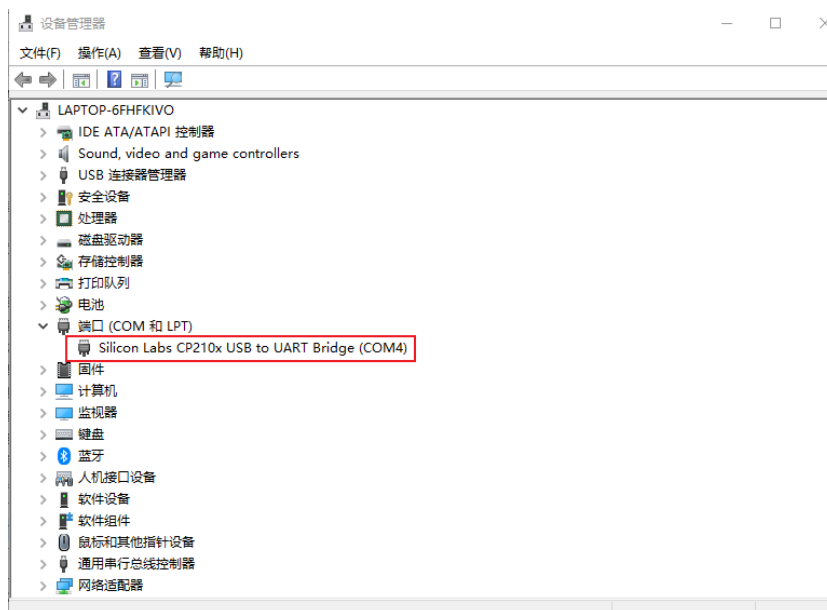 设备管理器
文件(F) 操作(A) 查看(V) 帮助(H)
LAPTOP-6FHFKIVO
IDE ATA/ATAPI 控制器
Sound, video and game controllers
USB 连接器管理器
安全设备
处理器
磁盘驱动器
存储控制器
打印队列
电池
端口 (COM 和 LPT)
Silicon Labs CP210x USB to UART Bridge (COM4)
固件
计算机
监视器
键盘
蓝牙
人机接口设备
软件设备
软件组件
鼠标和其他指针设备
通用串行总线控制器
网络适配器